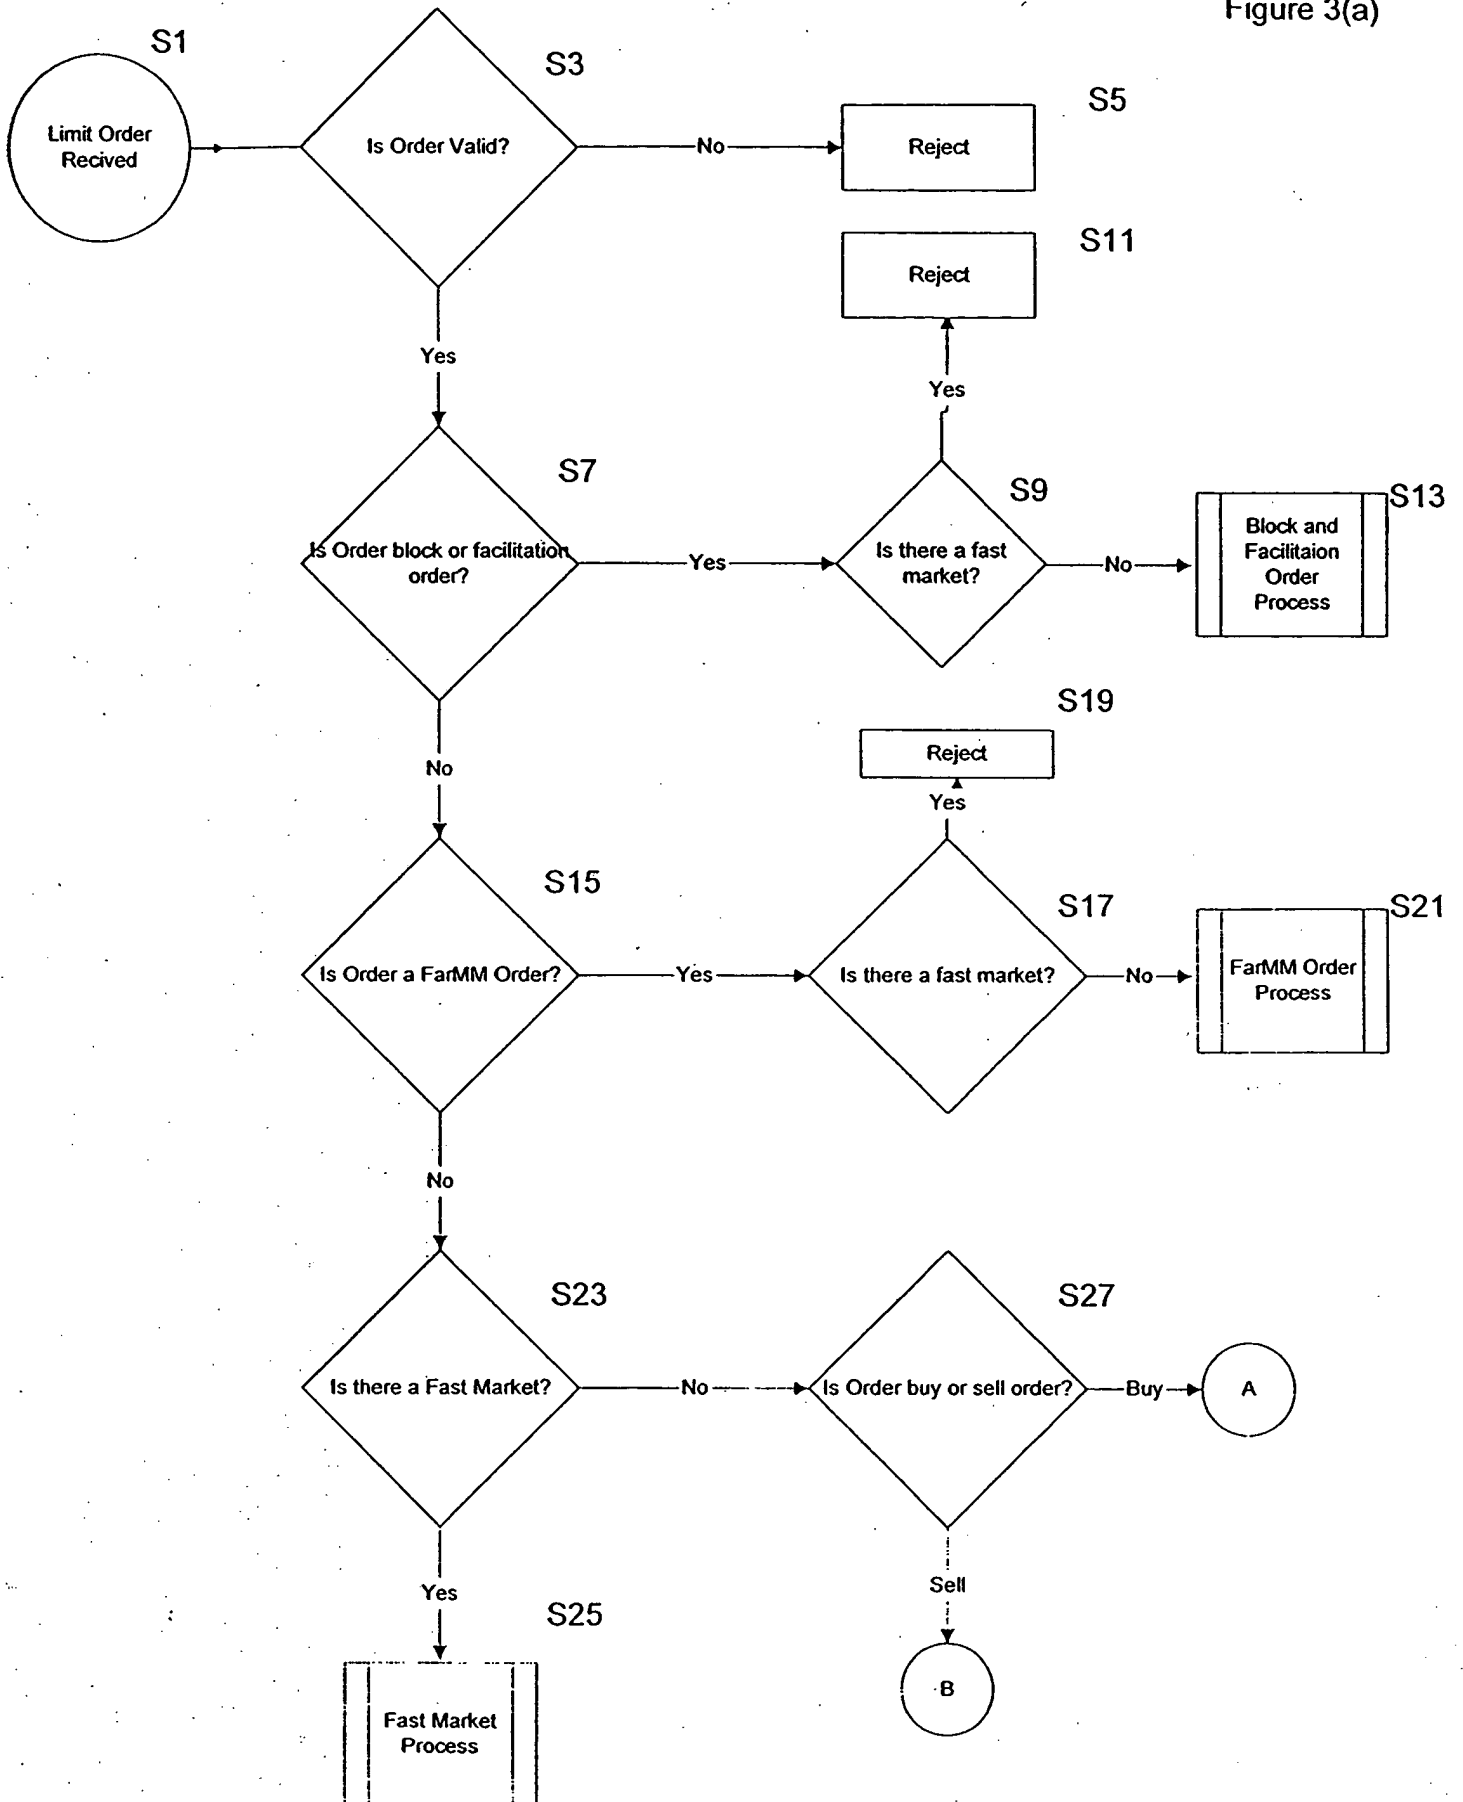 Figure 3(a)
S1
S3
S5
Limit Order
Recived
Is Order Valid?
No
Reject
S11
Reject
Yes
Yes
S7
S9
S13
Is Order block or facilitation
order?
Yes
Is there a fast
market?
No
Block and
Facilitaion
Order
Process
S19
Reject
No
Yes
S15
S17
S21
Is Order a FarMM Order?
Yes
Is there a fast market?
No
FarMM Order
Process
No
S23
S27
Is there a Fast Market?
No
Is Order buy or sell order?
Buy
A
Yes
Sell
S25
B
Fast Market
Process